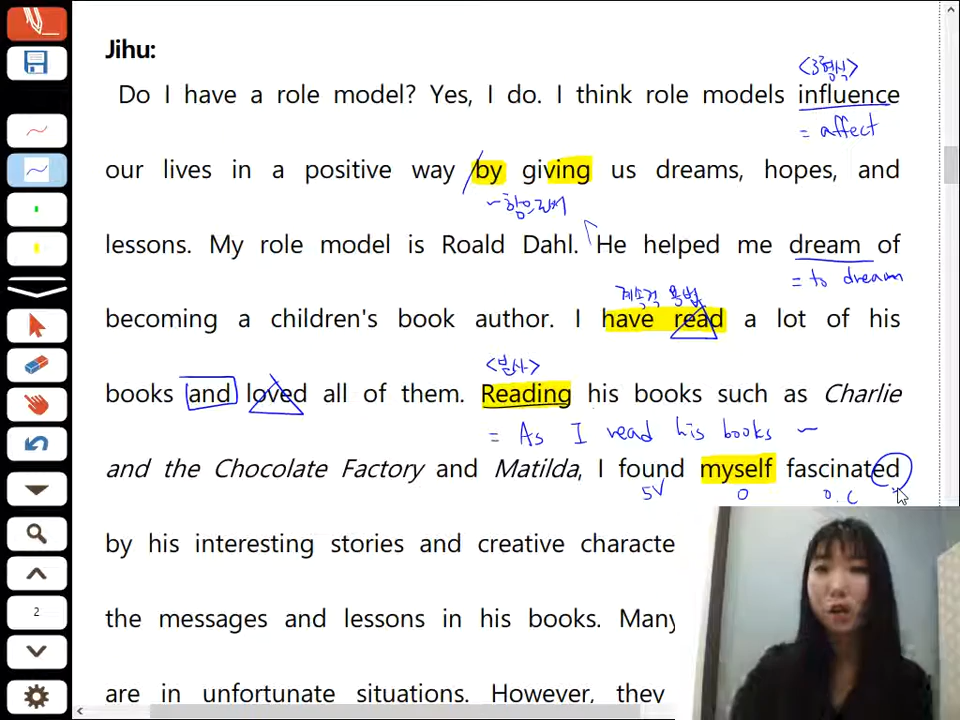 Jihu:
<3형식>
Do I have a role model? Yes, I do. I think role models influence
= affect
our lives in a positive way / by giving us dreams, hopes, and
~함으로써
lessons. My role model is Roald Dahl. He helped me dream of
= to dream
계속적 용법
becoming a children's book author. I have read a lot of his
<분사>
books and loved all of them. Reading his books such as Charlie
= As I read his books ~
and the Chocolate Factory and Matilda, I found myself fascinated
5V O O.C
by his interesting stories and creative characte
the messages and lessons in his books. Many
are in unfortunate situations. However, they
2